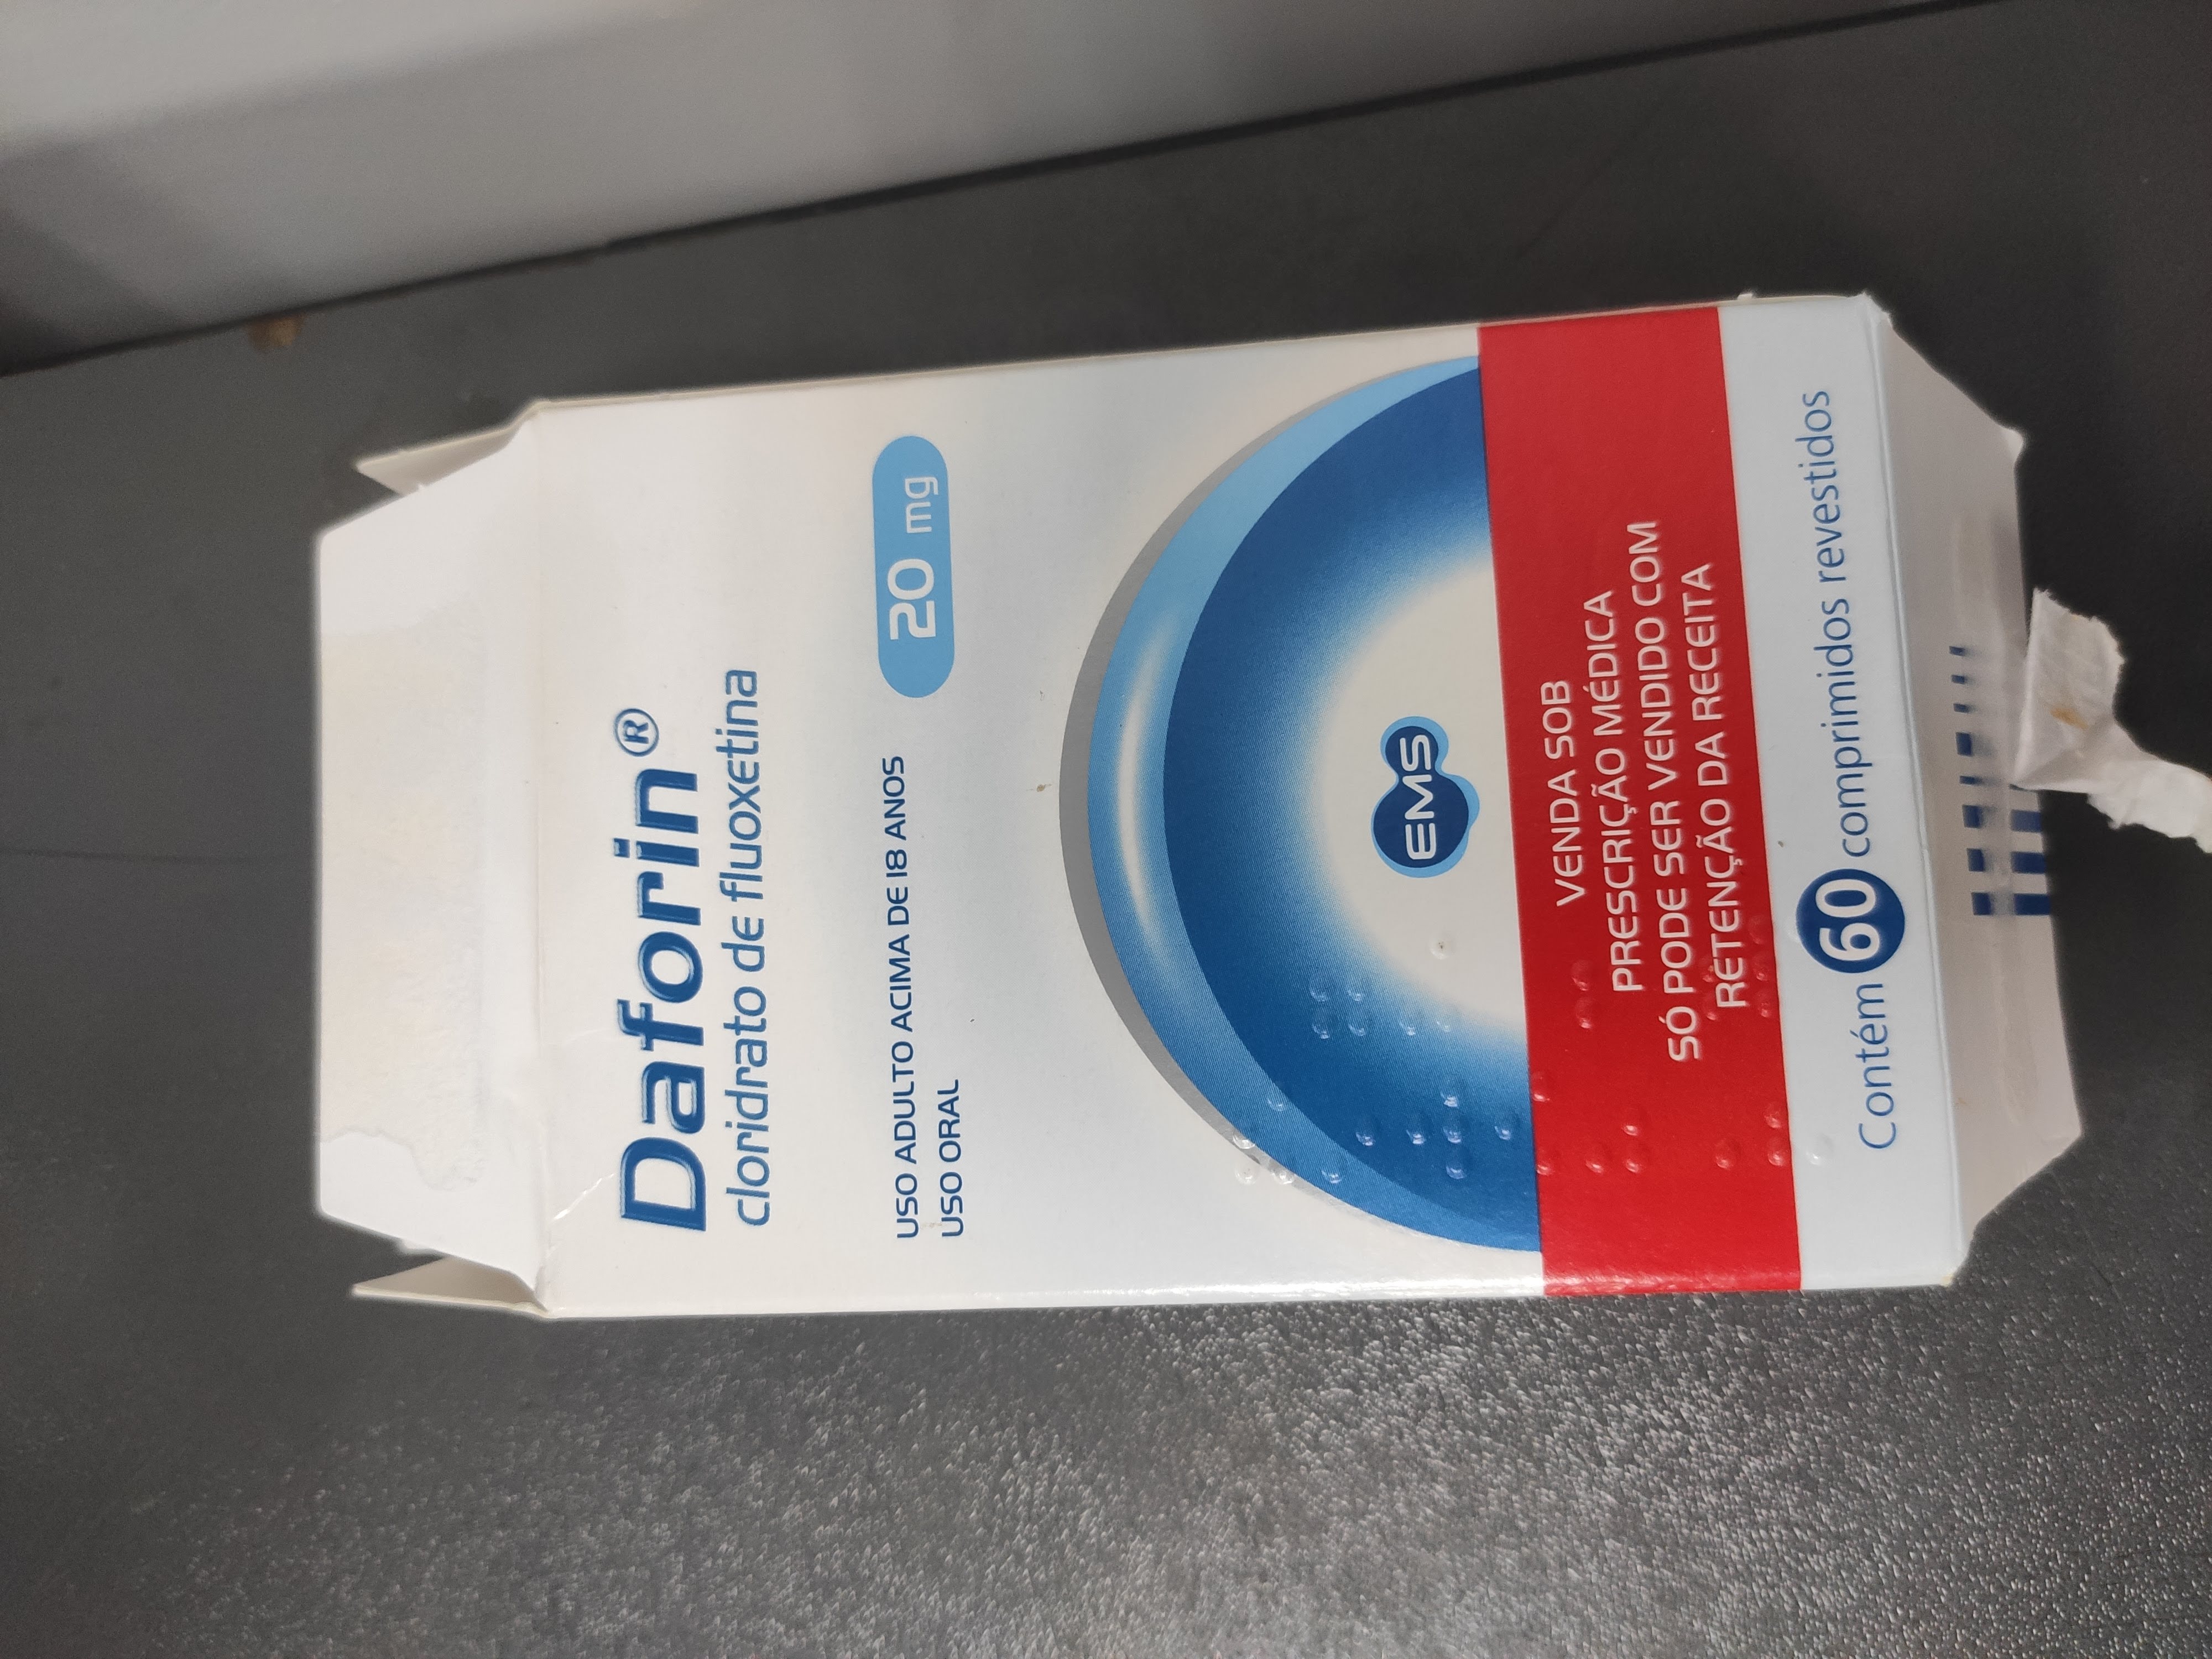 Daforin®
cloridrato de fluoxetina
USO ADULTO ACIMA DE 18 ANOS
USO ORAL
20 mg
EMS
VENDA SOB
PRESCRIÇÃO MÉDICA
SÓ PODE SER VENDIDO COM
RETENÇÃO DA RECEITA
Contém 60 comprimidos revestidos